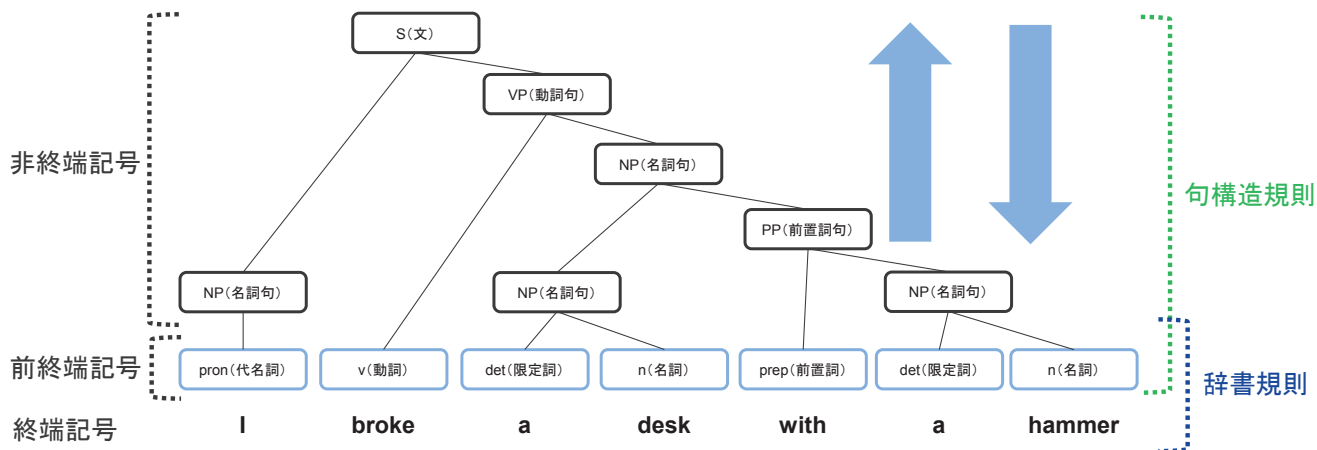 S(文)
VP(動詞句)
非終端記号
NP(名詞句)
句構造規則
PP(前置詞句)
NP(名詞句)
NP(名詞句)
NP(名詞句)
前終端記号
pron(代名詞)
v(動詞)
det(限定詞)
n(名詞)
prep(前置詞)
det(限定詞)
n(名詞)
辞書規則
終端記号
I
broke
a
desk
with
a
hammer